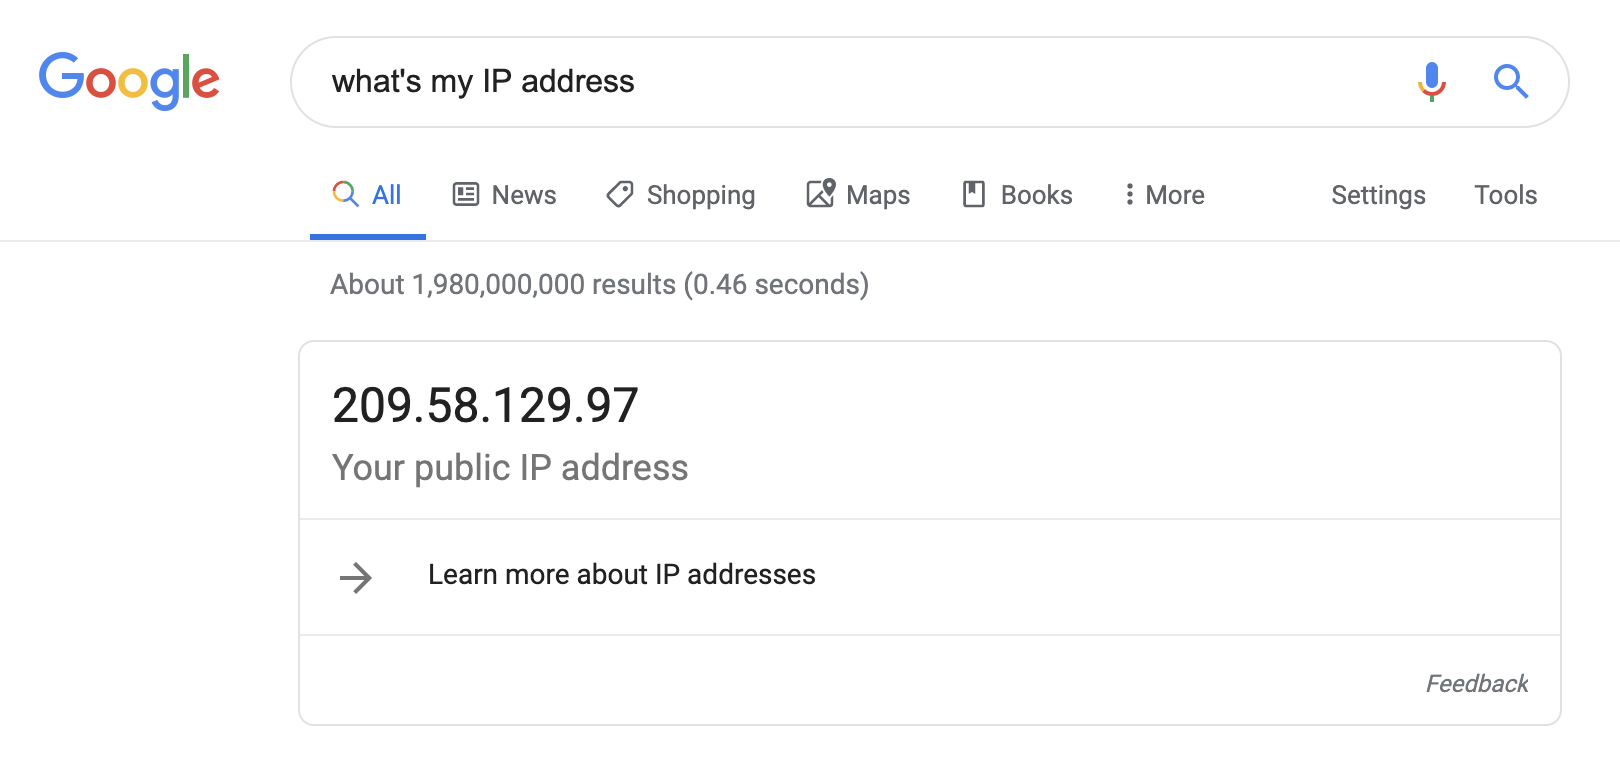 Google
what's my IP address
All News Shopping Maps Books More Settings Tools
About 1,980,000,000 results (0.46 seconds)
209.58.129.97
Your public IP address
Learn more about IP addresses
Feedback